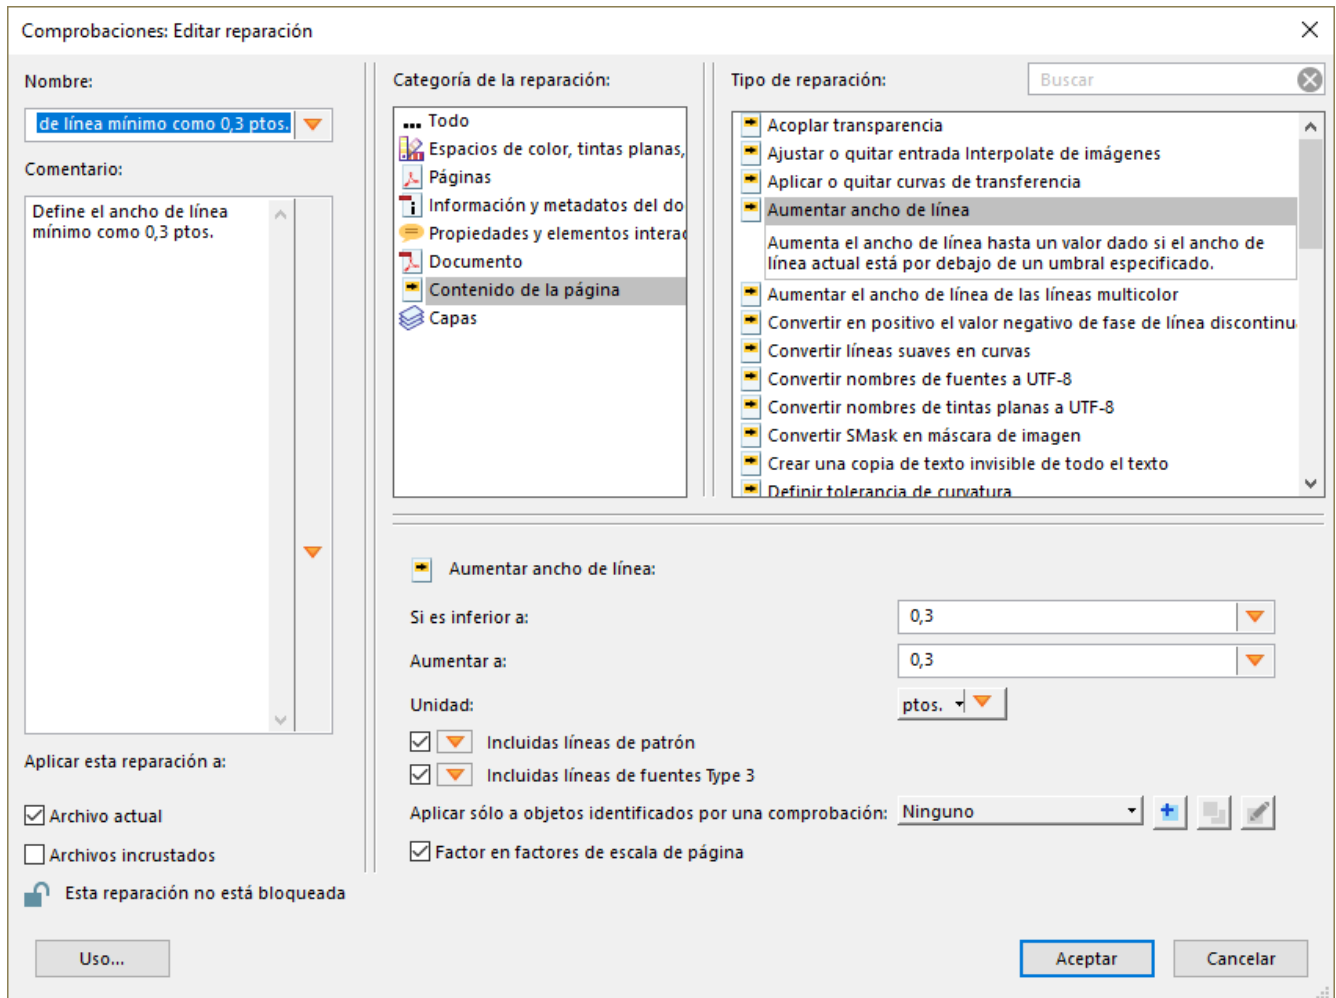 Comprobaciones: Editar reparación
Nombre:
de línea mínimo como 0,3 ptos.
Comentario:
Define el ancho de línea
mínimo como 0,3 ptos.
Aplicar esta reparación a:
Archivo actual
Archivos incrustados
Esta reparación no está bloqueada
Uso...
Categoría de la reparación:
Todo
Espacios de color, tintas planas,
Páginas
Información y metadatos del do
Propiedades y elementos interac
Documento
Contenido de la página
Capas
Tipo de reparación:
Buscar
Acoplar transparencia
Ajustar o quitar entrada Interpolate de imágenes
Aplicar o quitar curvas de transferencia
Aumentar ancho de línea
Aumenta el ancho de línea hasta un valor dado si el ancho de
línea actual está por debajo de un umbral especificado.
Aumentar el ancho de línea de las líneas multicolor
Convertir en positivo el valor negativo de fase de línea discontinu
Convertir líneas suaves en curvas
Convertir nombres de fuentes a UTF-8
Convertir nombres de tintas planas a UTF-8
Convertir SMask en máscara de imagen
Crear una copia de texto invisible de todo el texto
Definir tolerancia de curvatura
Aumentar ancho de línea:
Si es inferior a: 0,3
Aumentar a: 0,3
Unidad: ptos.
Incluidas líneas de patrón
Incluidas líneas de fuentes Type 3
Aplicar sólo a objetos identificados por una comprobación: Ninguno
Factor en factores de escala de página
Aceptar
Cancelar